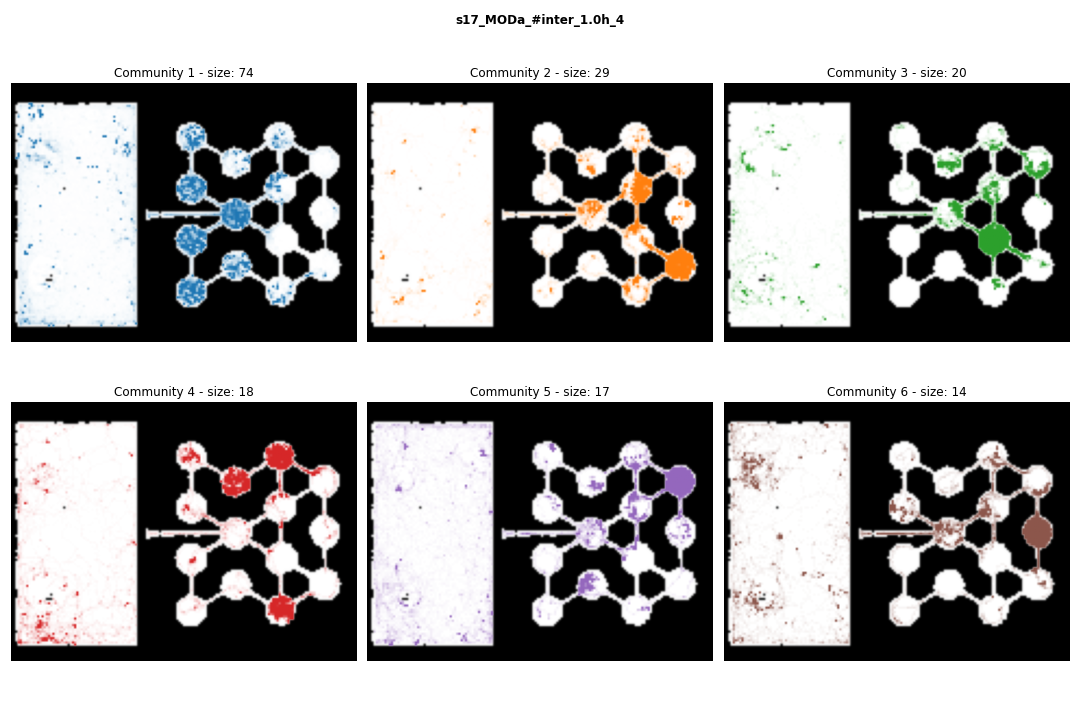 s17_MODa_#inter_1.0h_4
Community 1 - size: 74
Community 2 - size: 29
Community 3 - size: 20
Community 4 - size: 18
Community 5 - size: 17
Community 6 - size: 14